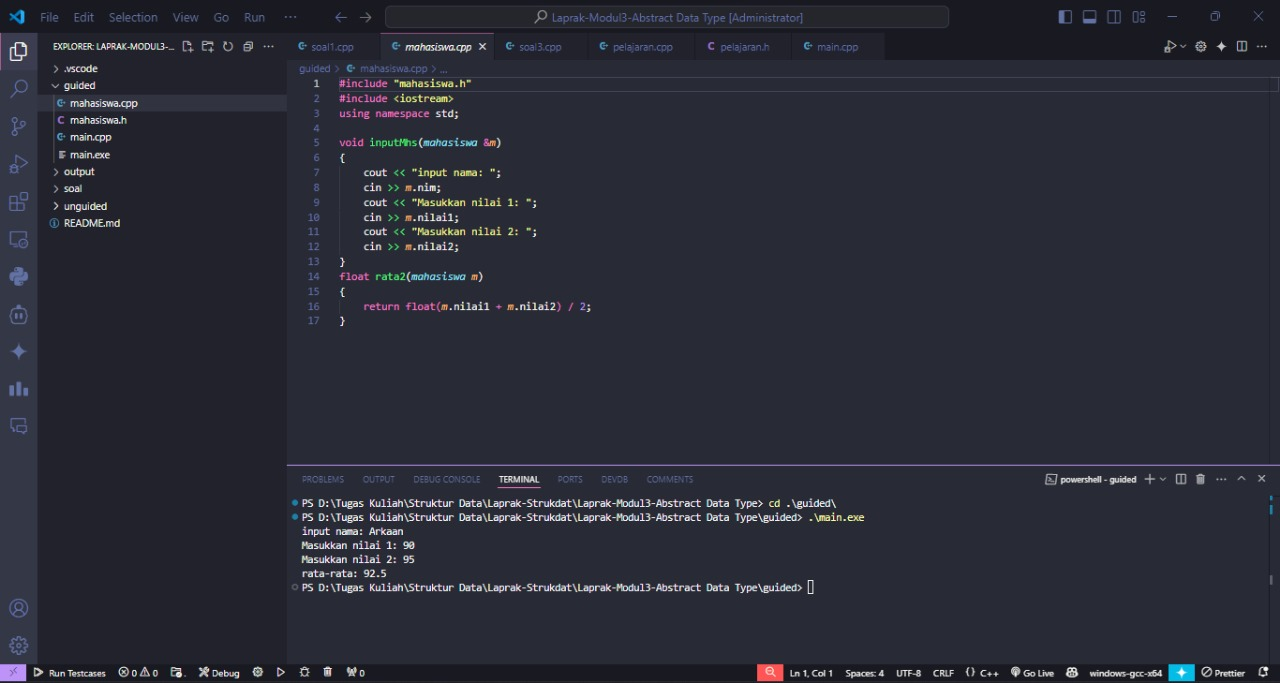 File Edit Selection View Go Run ··· Laprak-Modul3-Abstract Data Type [Administrator]
EXPLORER: LAPRAK-MODUL3-...
.vscode
guided
mahasiswa.cpp
mahasiswa.h
main.cpp
main.exe
output
soal
unguided
README.md
soal1.cpp mahasiswa.cpp soal3.cpp pelajaran.cpp pelajaran.h main.cpp
guided > mahasiswa.cpp > ...
1 #include "mahasiswa.h"
2 #include <iostream>
3 using namespace std;
4
5 void inputMhs(mahasiswa &m)
6 {
7 cout << "input nama: ";
8 cin >> m.nim;
9 cout << "Masukkan nilai 1: ";
10 cin >> m.nilai1;
11 cout << "Masukkan nilai 2: ";
12 cin >> m.nilai2;
13 }
14 float rata2(mahasiswa m)
15 {
16 return float(m.nilai1 + m.nilai2) / 2;
17 }
PROBLEMS OUTPUT DEBUG CONSOLE TERMINAL PORTS DEVDB COMMENTS powershell - guided
PS D:\Tugas Kuliah\Struktur Data\Laprak-Strukdat\Laprak-Modul3-Abstract Data Type> cd .\guided\
PS D:\Tugas Kuliah\Struktur Data\Laprak-Strukdat\Laprak-Modul3-Abstract Data Type\guided> .\main.exe
input nama: Arkaan
Masukkan nilai 1: 90
Masukkan nilai 2: 95
rata-rata: 92.5
PS D:\Tugas Kuliah\Struktur Data\Laprak-Strukdat\Laprak-Modul3-Abstract Data Type\guided>
Run Testcases 0 0 Debug 0 Ln 1, Col 1 Spaces: 4 UTF-8 CRLF {} C++ Go Live windows-gcc-x64 Prettier